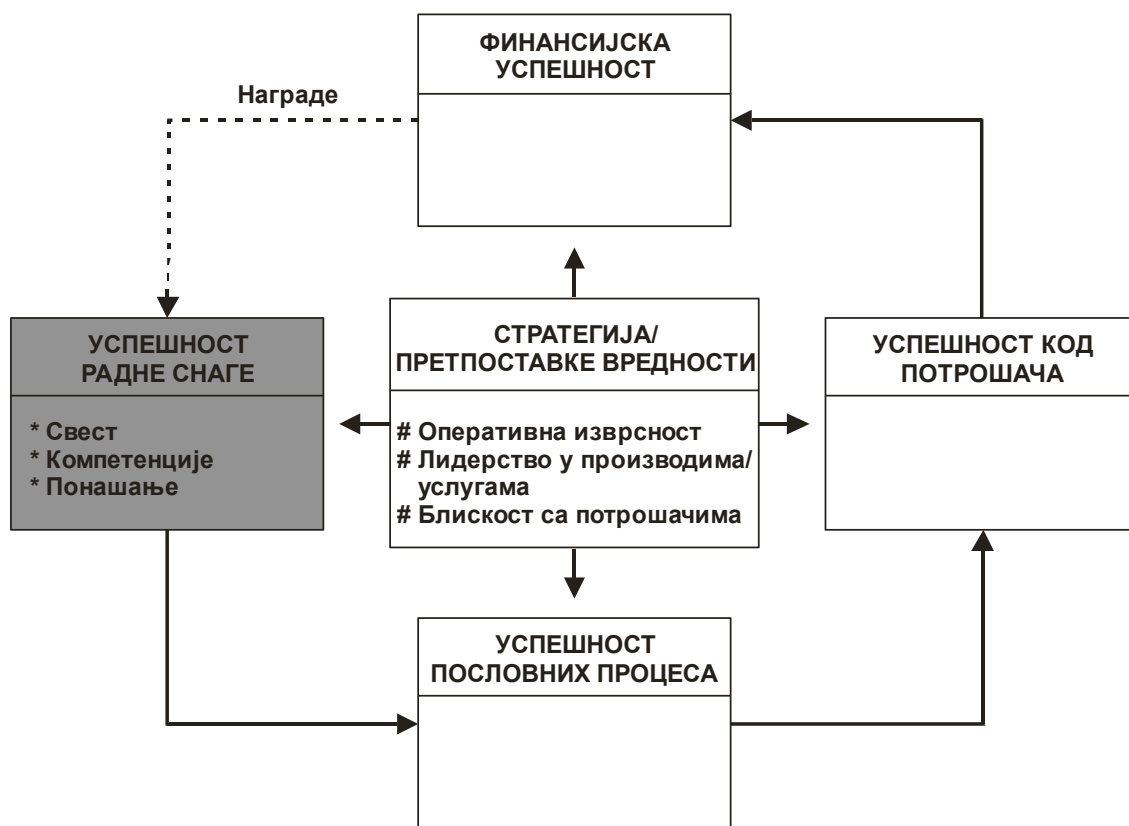 ФИНАНСИЈСКА
УСПЕШНОСТ
Награде
УСПЕШНОСТ
РАДНЕ СНАГЕ
* Свест
* Компетенције
* Понашање
СТРАТЕГИЈА/
ПРЕТПОСТАВКЕ ВРЕДНОСТИ
# Оперативна изврсност
# Лидерство у производима/
услугама
# Блискост са потрошачима
УСПЕШНОСТ КОД
ПОТРОШАЧА
УСПЕШНОСТ
ПОСЛОВНИХ ПРОЦЕСА